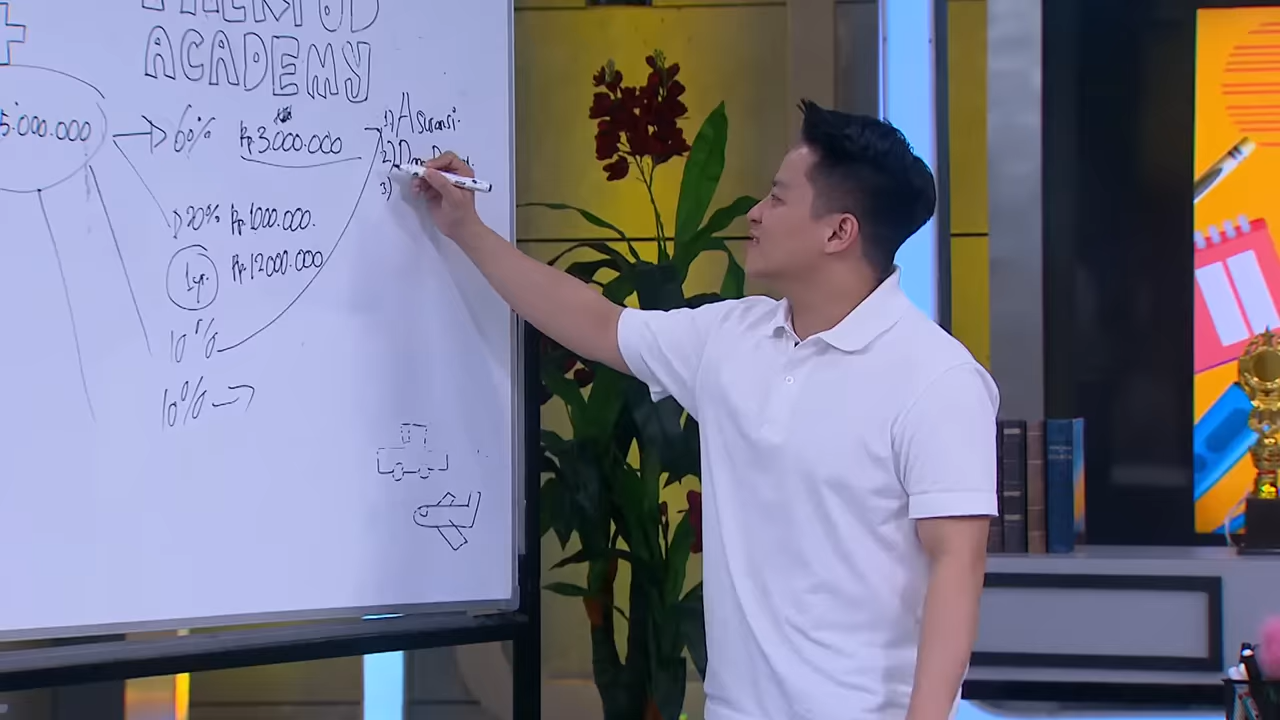 ACADEMY
5.000.000
60% Rp 3.000.000
1) Asuransi
2)
3)
20% Rp 1.000.000.
1 yr. Rp 12.000.000
10%
10%